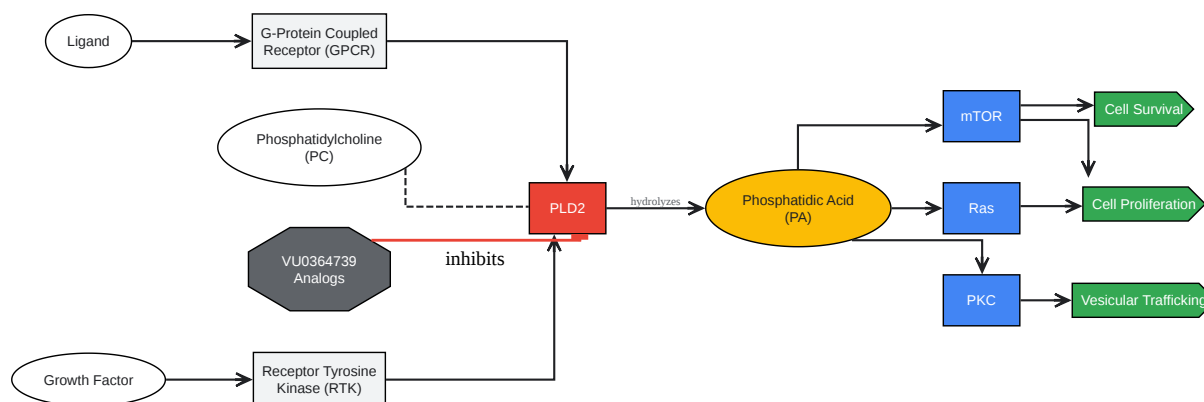 Ligand
G-Protein Coupled
Receptor (GPCR)
Phosphatidylcholine
(PC)
PLD2
hydrolyzes
Phosphatidic Acid
(PA)
mTOR
Cell Survival
Ras
Cell Proliferation
PKC
Vesicular Trafficking
VU0364739
Analogs
inhibits
Growth Factor
Receptor Tyrosine
Kinase (RTK)